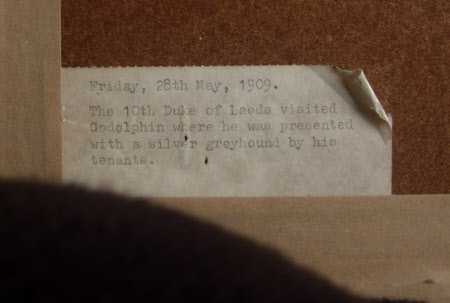 Friday, 28th May, 1909.
The 10th Duke of Leeds visited
Godolphin where he was presented
with a silver greyhound by his
tenants.